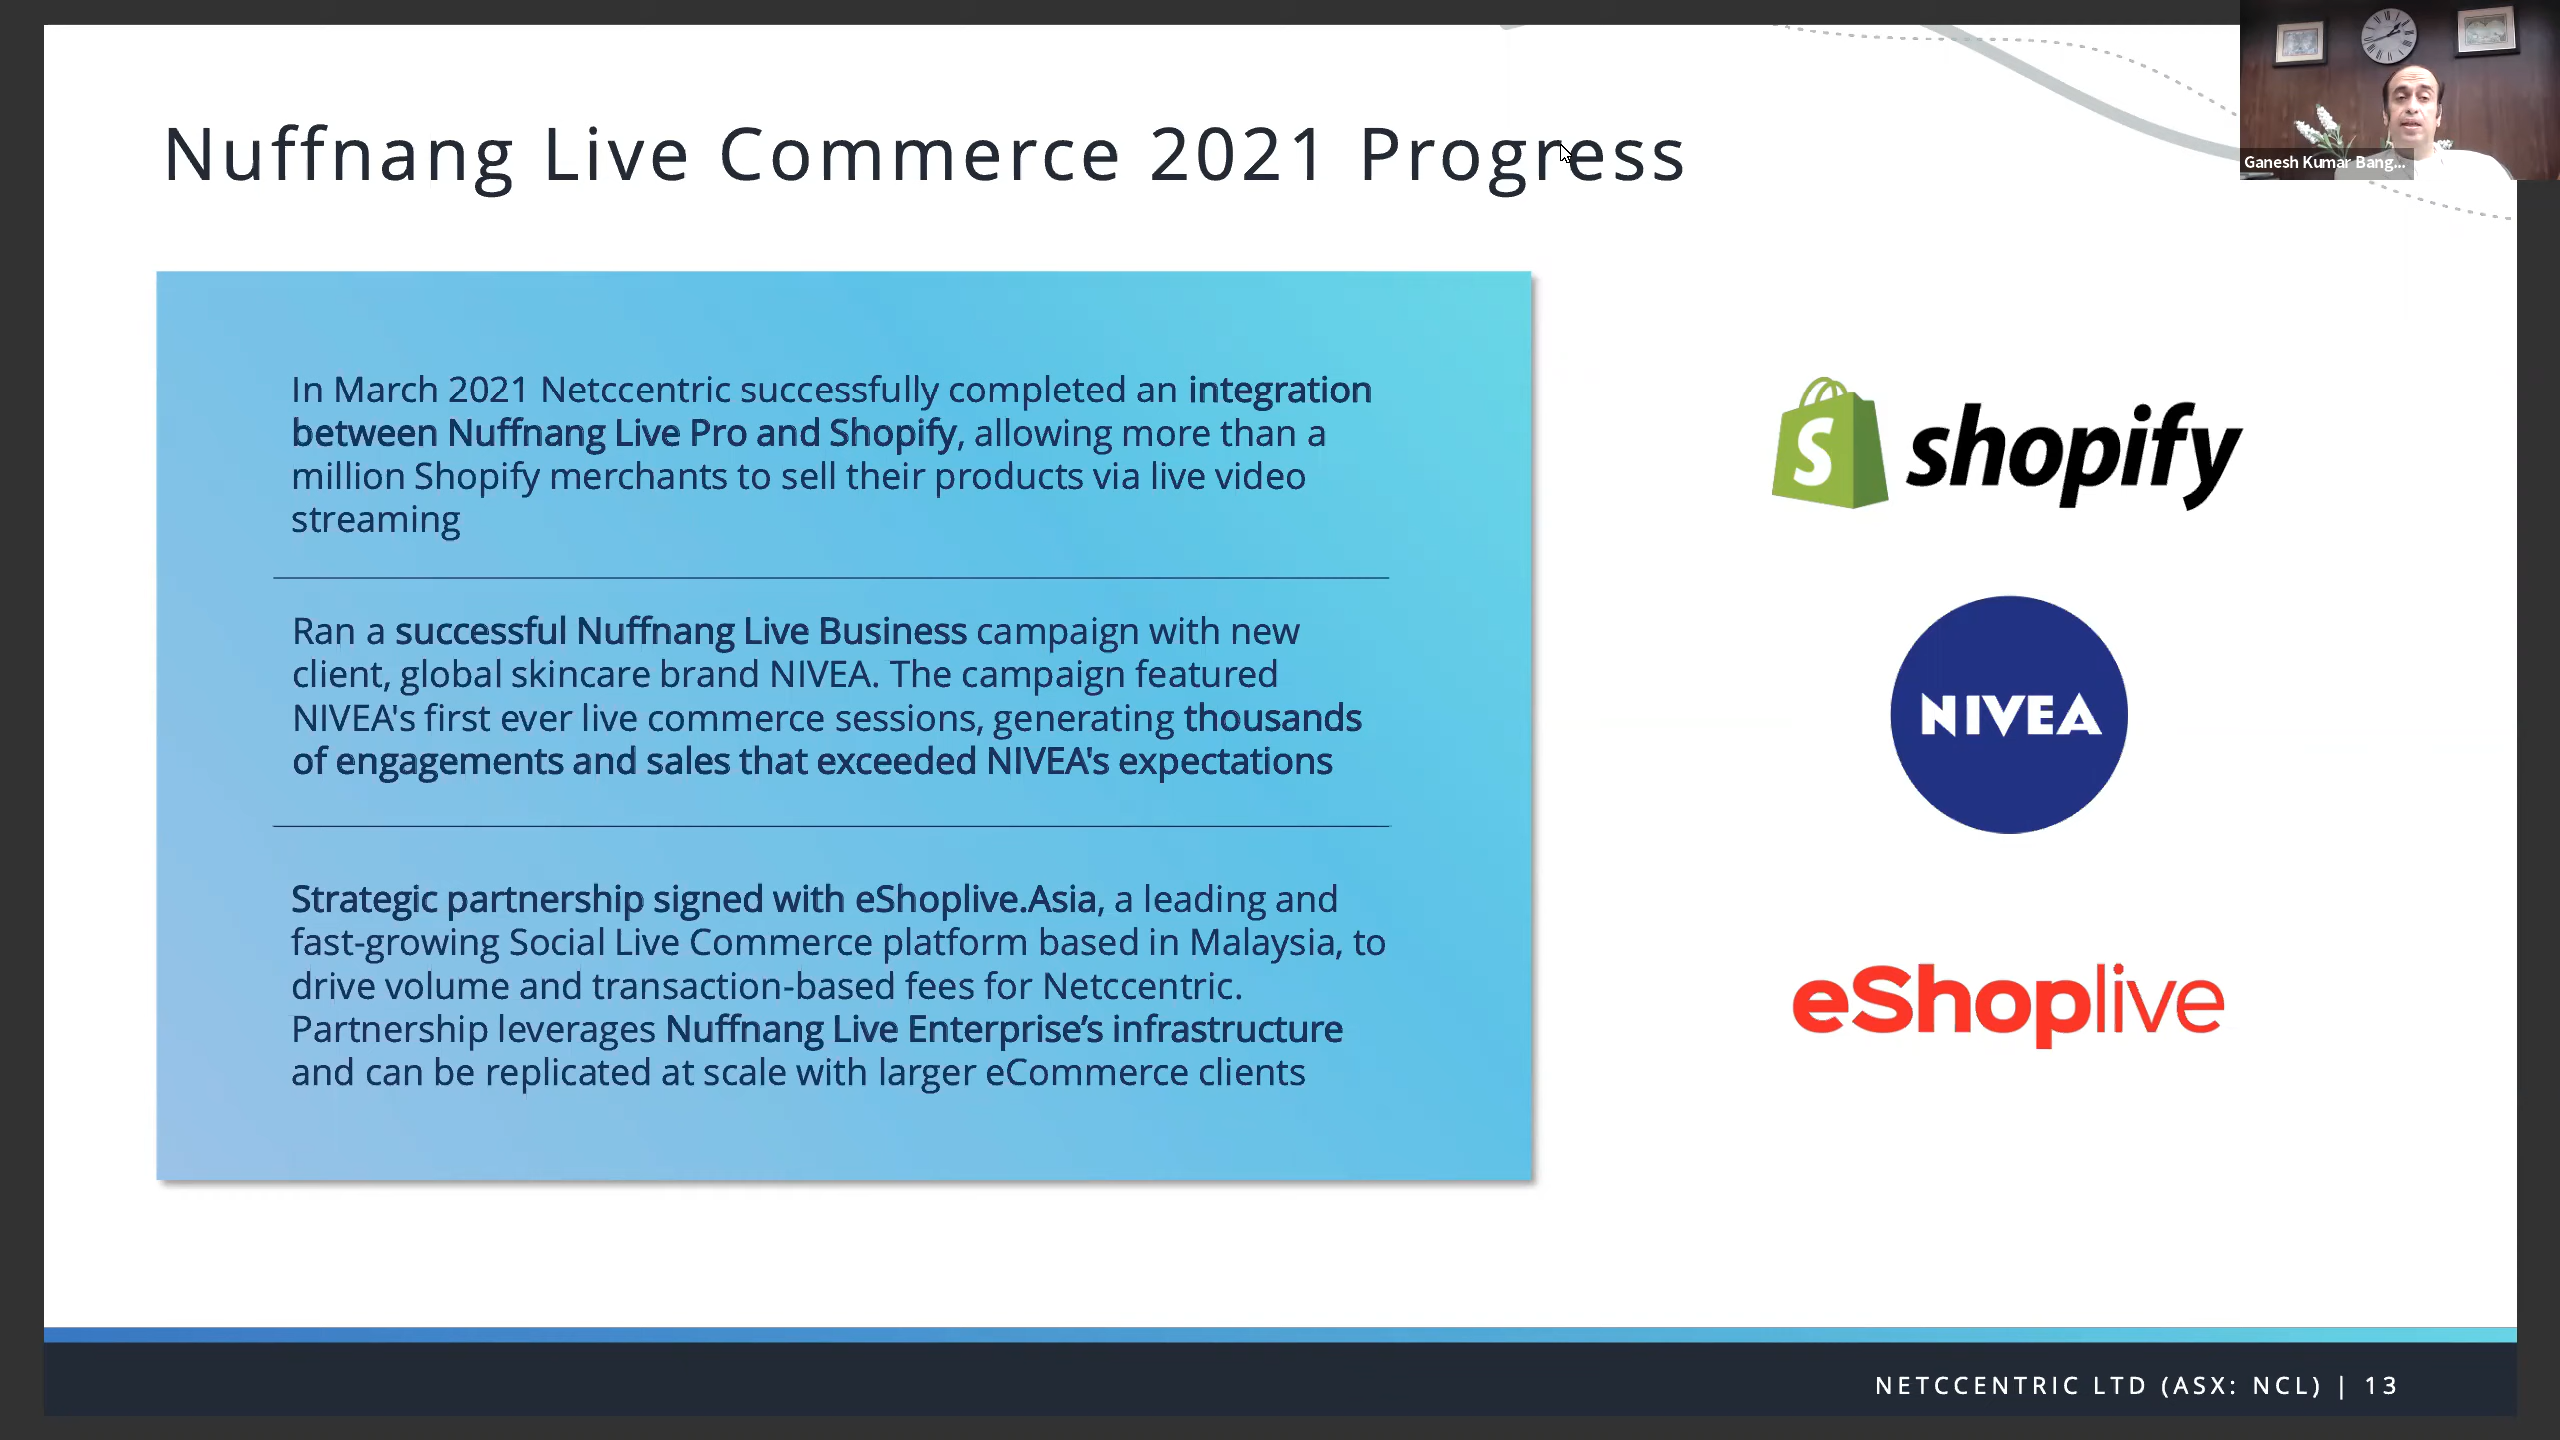 Nuffnang Live Commerce 2021 Progress
Ganesh Kumar Bang...
In March 2021 Netccentric successfully completed an integration
between Nuffnang Live Pro and Shopify, allowing more than a
million Shopify merchants to sell their products via live video
streaming
S shopify
Ran a successful Nuffnang Live Business campaign with new
client, global skincare brand NIVEA. The campaign featured
NIVEA's first ever live commerce sessions, generating thousands
of engagements and sales that exceeded NIVEA's expectations
NIVEA
Strategic partnership signed with eShoplive.Asia, a leading and
fast-growing Social Live Commerce platform based in Malaysia, to
drive volume and transaction-based fees for Netccentric.
Partnership leverages Nuffnang Live Enterprise’s infrastructure
and can be replicated at scale with larger eCommerce clients
eShoplive
NETCCENTRIC LTD (ASX: NCL) | 13